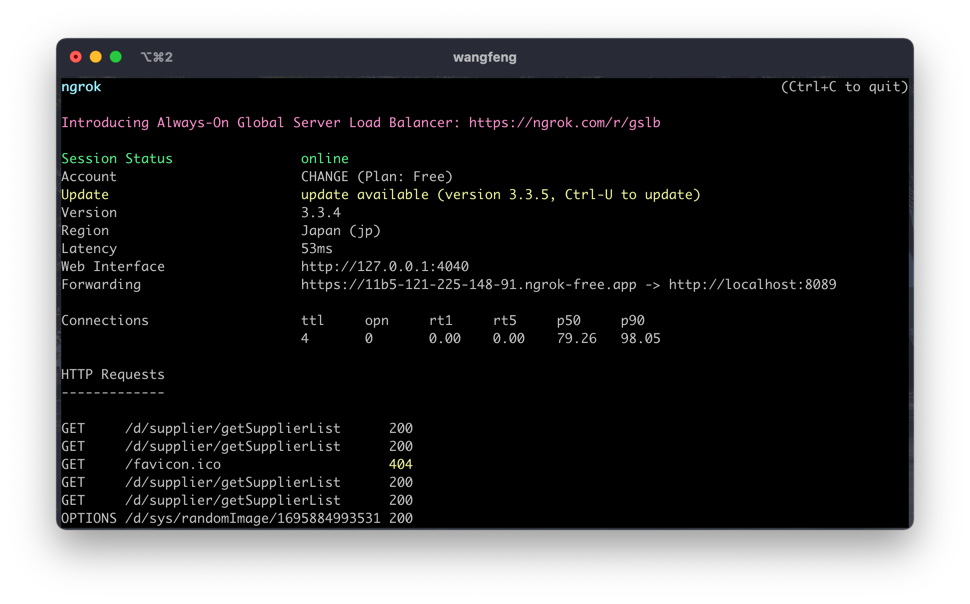 ⌥⌘2 wangfeng
ngrok (Ctrl+C to quit)
Introducing Always-On Global Server Load Balancer: https://ngrok.com/r/gslb
Session Status online
Account CHANGE (Plan: Free)
Update update available (version 3.3.5, Ctrl-U to update)
Version 3.3.4
Region Japan (jp)
Latency 53ms
Web Interface http://127.0.0.1:4040
Forwarding https://11b5-121-225-148-91.ngrok-free.app -> http://localhost:8089
Connections ttl opn rt1 rt5 p50 p90
4 0 0.00 0.00 79.26 98.05
HTTP Requests
-------------
GET /d/supplier/getSupplierList 200
GET /d/supplier/getSupplierList 200
GET /favicon.ico 404
GET /d/supplier/getSupplierList 200
GET /d/supplier/getSupplierList 200
OPTIONS /d/sys/randomImage/1695884993531 200